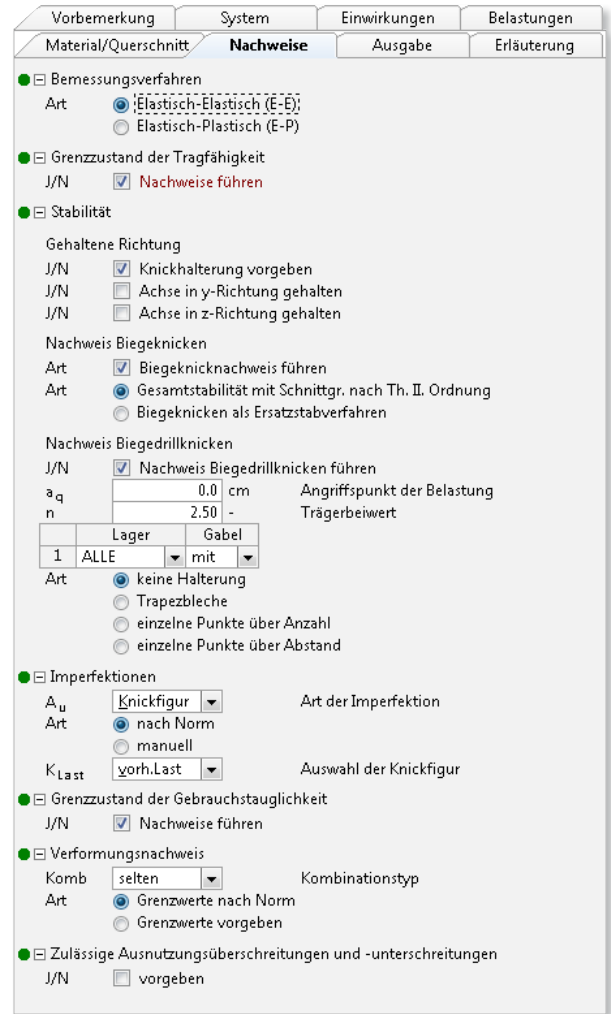 Vorbemerkung System Einwirkungen Belastungen
Material/Querschnitt Nachweise Ausgabe Erläuterung
Bemessungsverfahren
Art Elastisch-Elastisch (E-E)
Elastisch-Plastisch (E-P)
Grenzzustand der Tragfähigkeit
J/N Nachweise führen
Stabilität
Gehaltene Richtung
J/N Knickhalterung vorgeben
J/N Achse in y-Richtung gehalten
J/N Achse in z-Richtung gehalten
Nachweis Biegeknicken
Art Biegeknicknachweis führen
Art Gesamtstabilität mit Schnittgr. nach Th. II. Ordnung
Biegeknicken als Ersatzstabverfahren
Nachweis Biegedrillknicken
J/N Nachweis Biegedrillknicken führen
a q 0.0 cm Angriffspunkt der Belastung
n 2.50 - Trägerbeiwert
Lager Gabel
1 ALLE mit
Art keine Halterung
Trapezbleche
einzelne Punkte über Anzahl
einzelne Punkte über Abstand
Imperfektionen
A u Knickfigur Art der Imperfektion
Art nach Norm
manuell
K Last vorh.Last Auswahl der Knickfigur
Grenzzustand der Gebrauchstauglichkeit
J/N Nachweise führen
Verformungsnachweis
Komb selten Kombinationstyp
Art Grenzwerte nach Norm
Grenzwerte vorgeben
Zulässige Ausnutzungsüberschreitungen und -unterschreitungen
J/N vorgeben